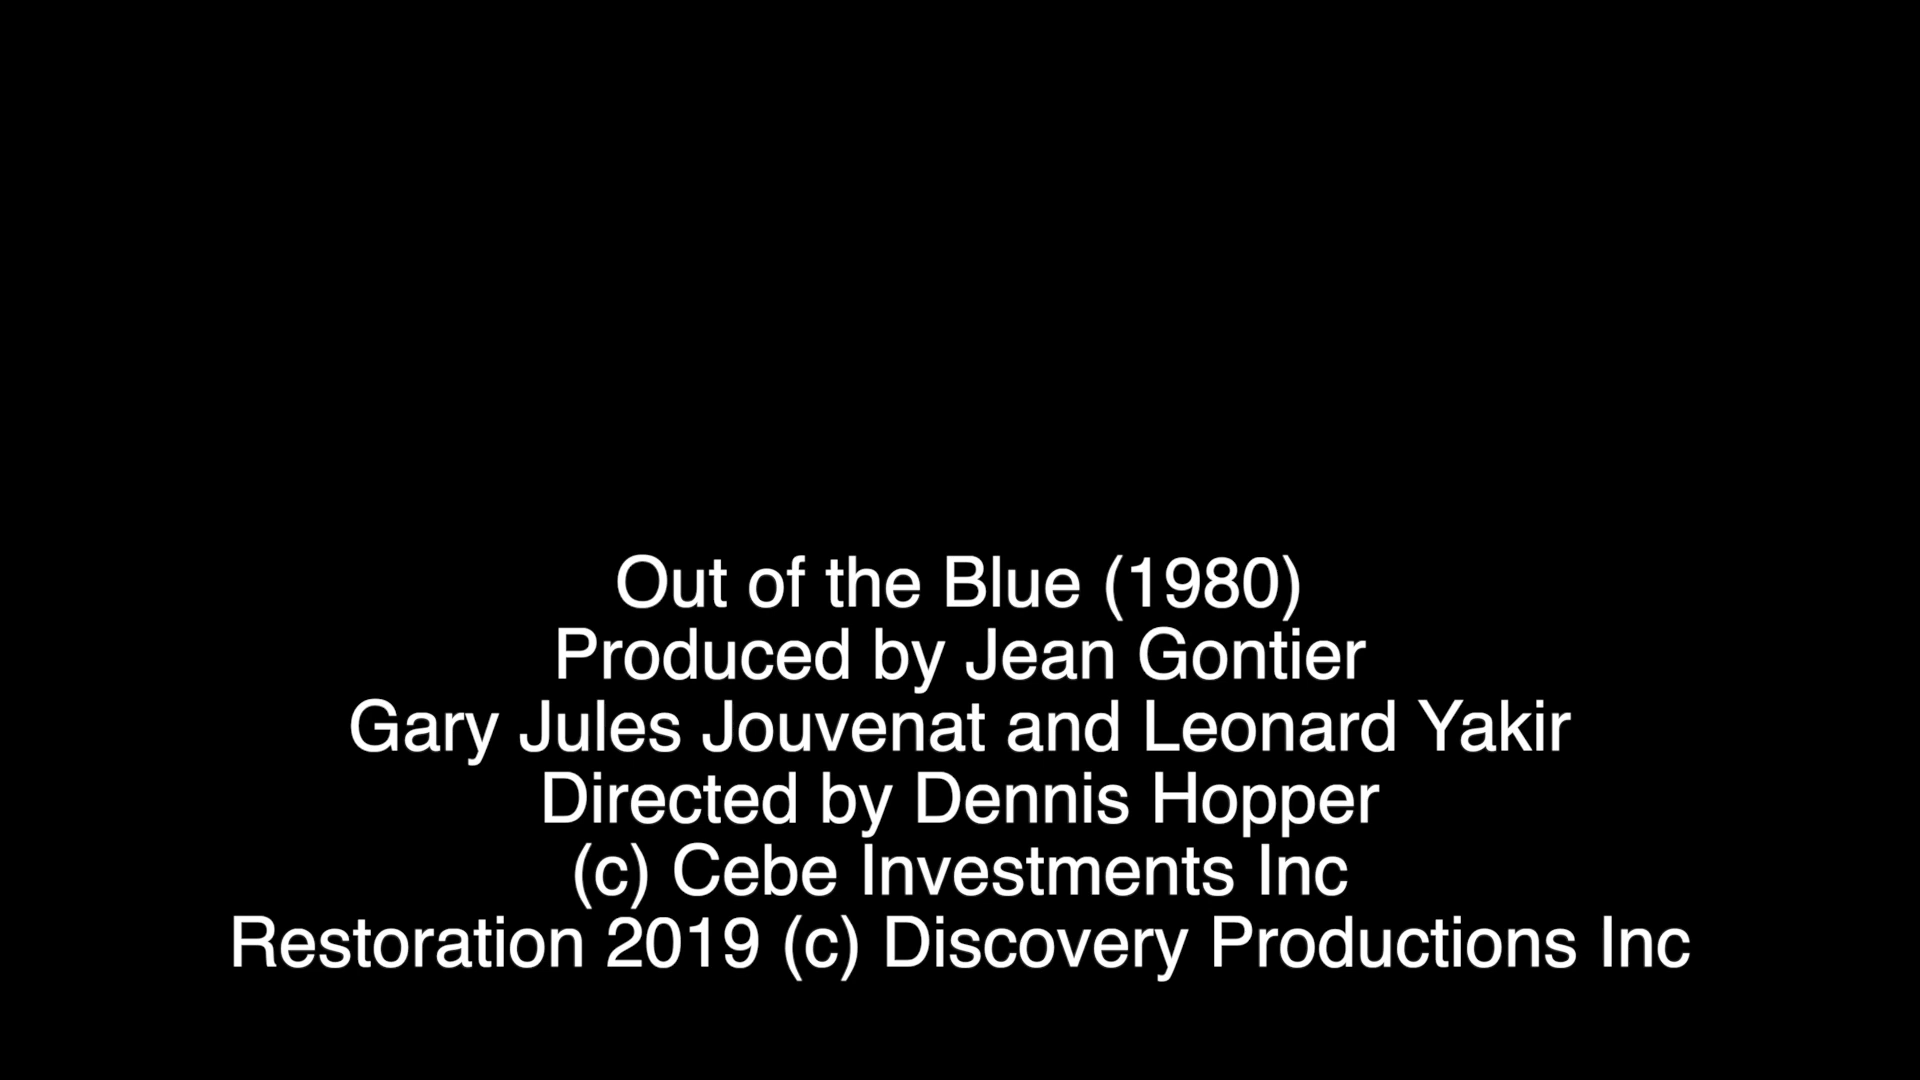 Out of the Blue (1980)
Produced by Jean Gontier
Gary Jules Jouvenat and Leonard Yakir
Directed by Dennis Hopper
(c) Cebe Investments Inc
Restoration 2019 (c) Discovery Productions Inc